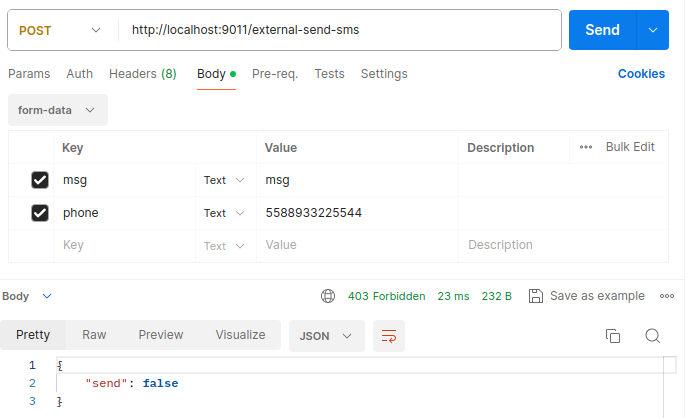 POST http://localhost:9011/external-send-sms Send
Params Auth Headers (8) Body Pre-req. Tests Settings Cookies
form-data
Key Value Description Bulk Edit
msg Text msg
phone Text 5588933225544
Key Text Value Description
Body 403 Forbidden 23 ms 232 B Save as example
Pretty Raw Preview Visualize JSON
1 {
2 "send": false
3 }